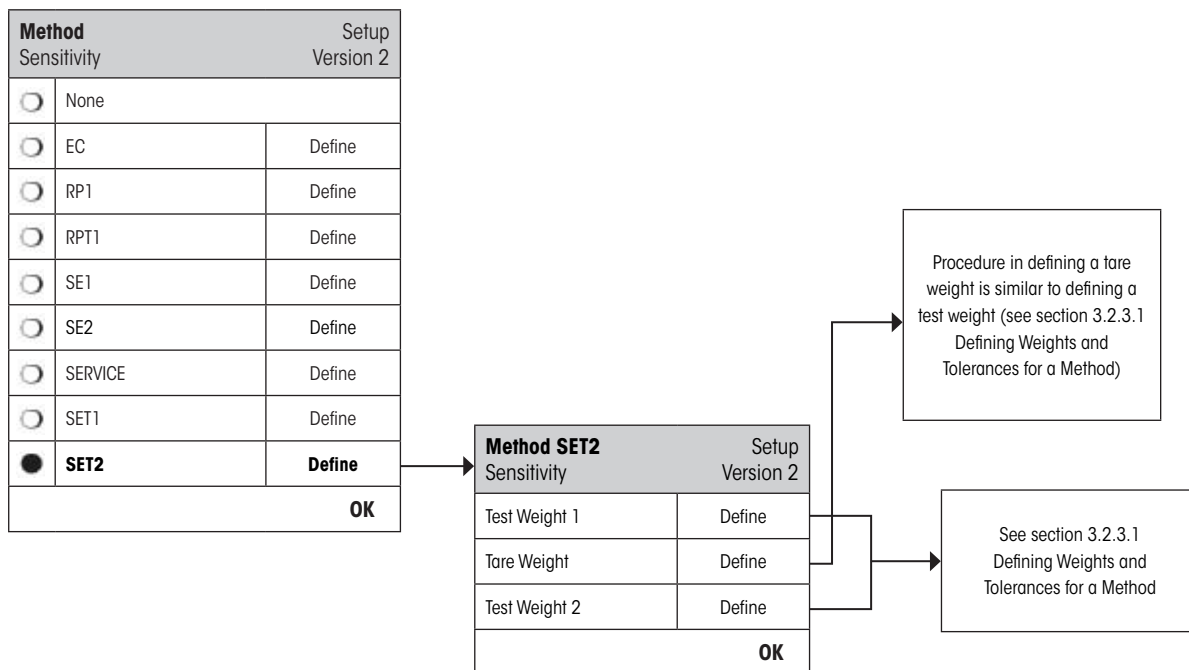 Method Setup
Sensitivity Version 2
None
EC Define
RP1 Define
RPT1 Define
SE1 Define
SE2 Define
SERVICE Define
SET1 Define
SET2 Define
OK
Method SET2 Setup
Sensitivity Version 2
Test Weight 1 Define
Tare Weight Define
Test Weight 2 Define
OK
Procedure in defining a tare
weight is similar to defining a
test weight (see section 3.2.3.1
Defining Weights and
Tolerances for a Method)
See section 3.2.3.1
Defining Weights and
Tolerances for a Method